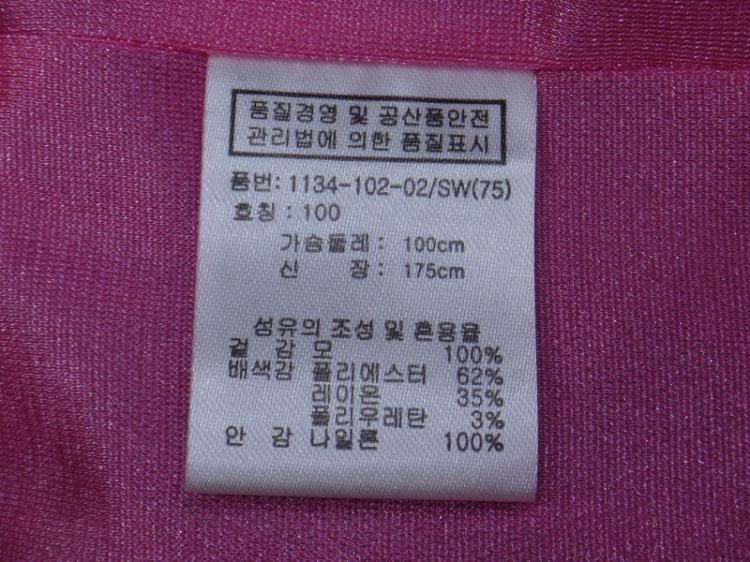 품질경영 및 공산품안전
관리법에 의한 품질표시
품번: 1134-102-02/SW(75)
호칭 : 100
가슴둘레 : 100cm
신 장 : 175cm
섬유의 조성 및 혼용율
겉 감 모 100%
배색감 폴리에스터 62%
레이온 35%
폴리우레탄 3%
안 감 나일론 100%